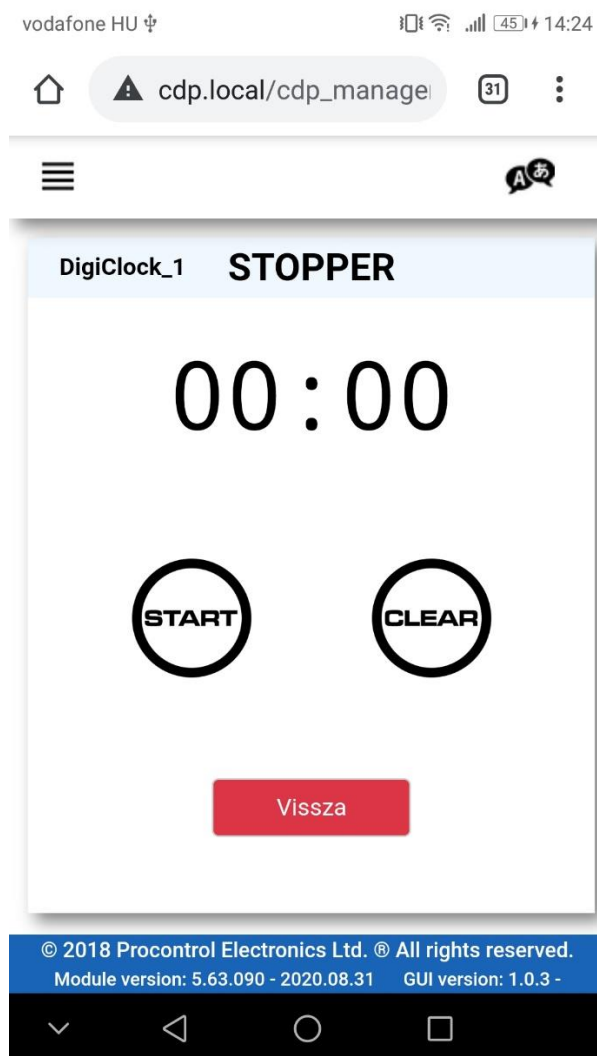 vodafone HU 45 14:24
cdp.local/cdp_manage 31
A あ
DigiClock_1 STOPPER
00:00
START CLEAR
Vissza
© 2018 Procontrol Electronics Ltd. ® All rights reserved.
Module version: 5.63.090 - 2020.08.31 GUI version: 1.0.3 -